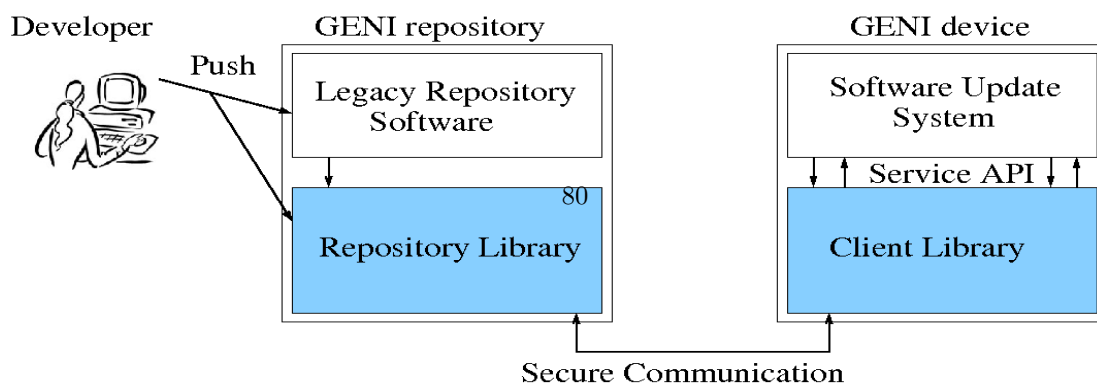 Developer
GENI repository
GENI device
Push
Legacy Repository
Software
Software Update
System
Service API
80
Repository Library
Client Library
Secure Communication